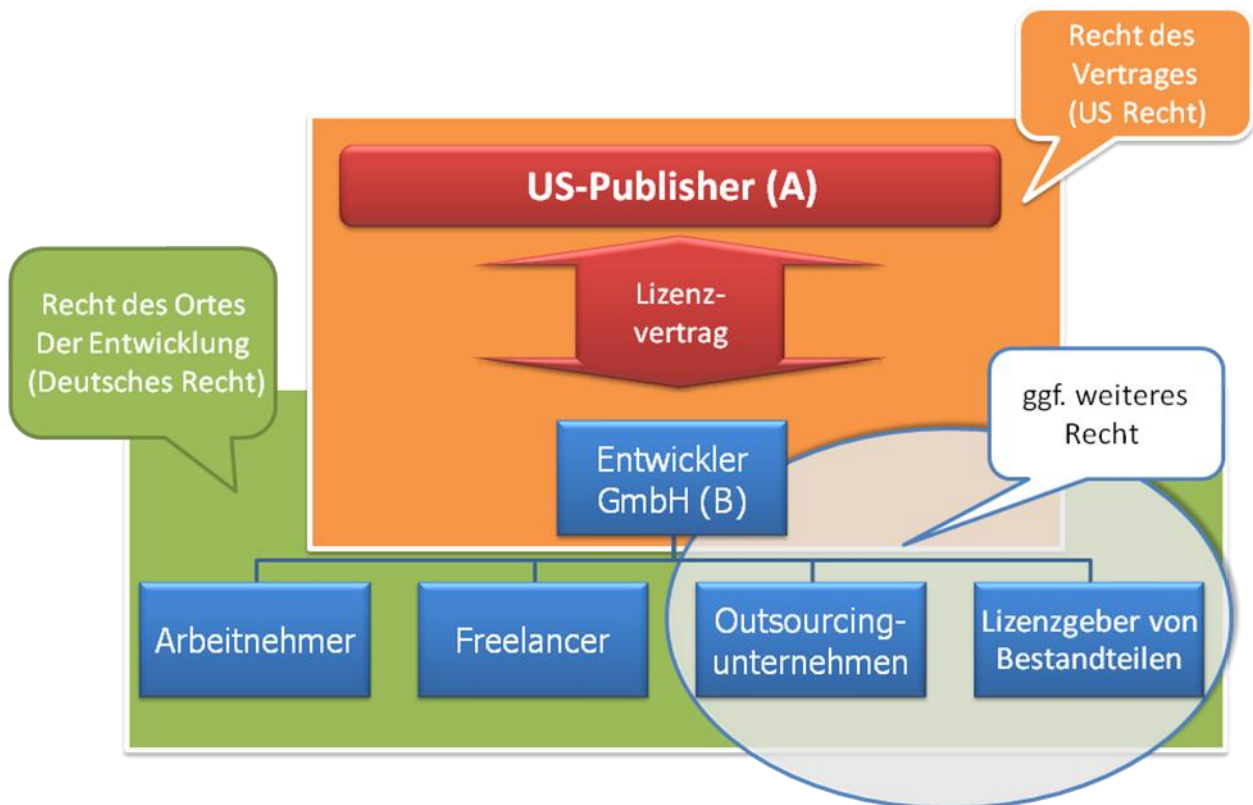 Recht des
Vertrages
(US Recht)
US-Publisher (A)
Lizenz-
vertrag
Recht des Ortes
Der Entwicklung
(Deutsches Recht)
ggf. weiteres
Recht
Entwickler
GmbH (B)
Arbeitnehmer
Freelancer
Outsourcing-
unternehmen
Lizenzgeber von
Bestandteilen